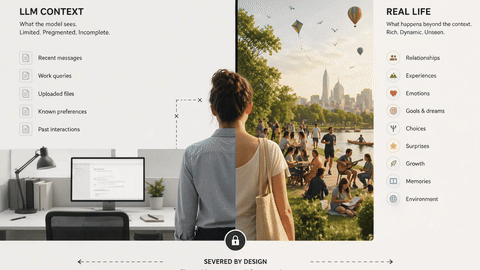 LLM CONTEXT
What the model sees.
Limited. Pregmented. Incomplete.
Recent messages
Work queries
Uploaded files
Known preferences
Past interactions
REAL LIFE
What happens beyond the context.
Rich. Dynamic. Unseen.
Relationships
Experiences
Emotions
Goals & dreams
Choices
Surprises
Growth
Memories
Environment
SEVERED BY DESIGN